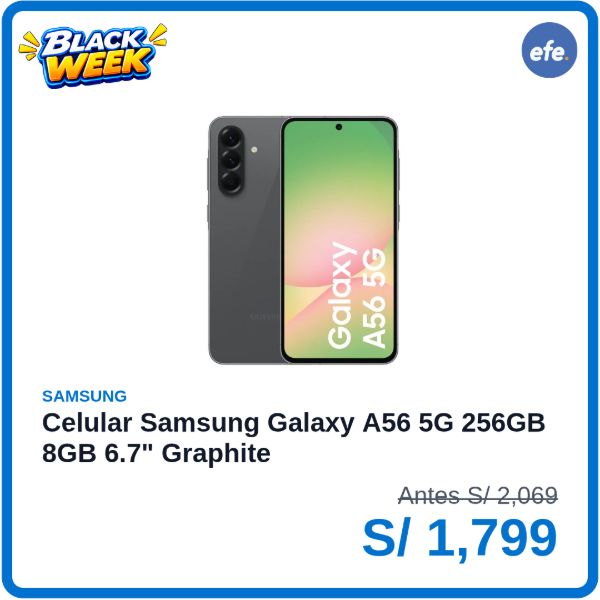 BLACK
WEEK
efe.
Galaxy
A56 5G
SAMSUNG
SAMSUNG
Celular Samsung Galaxy A56 5G 256GB
8GB 6.7" Graphite
Antes S/ 2,069
S/ 1,799